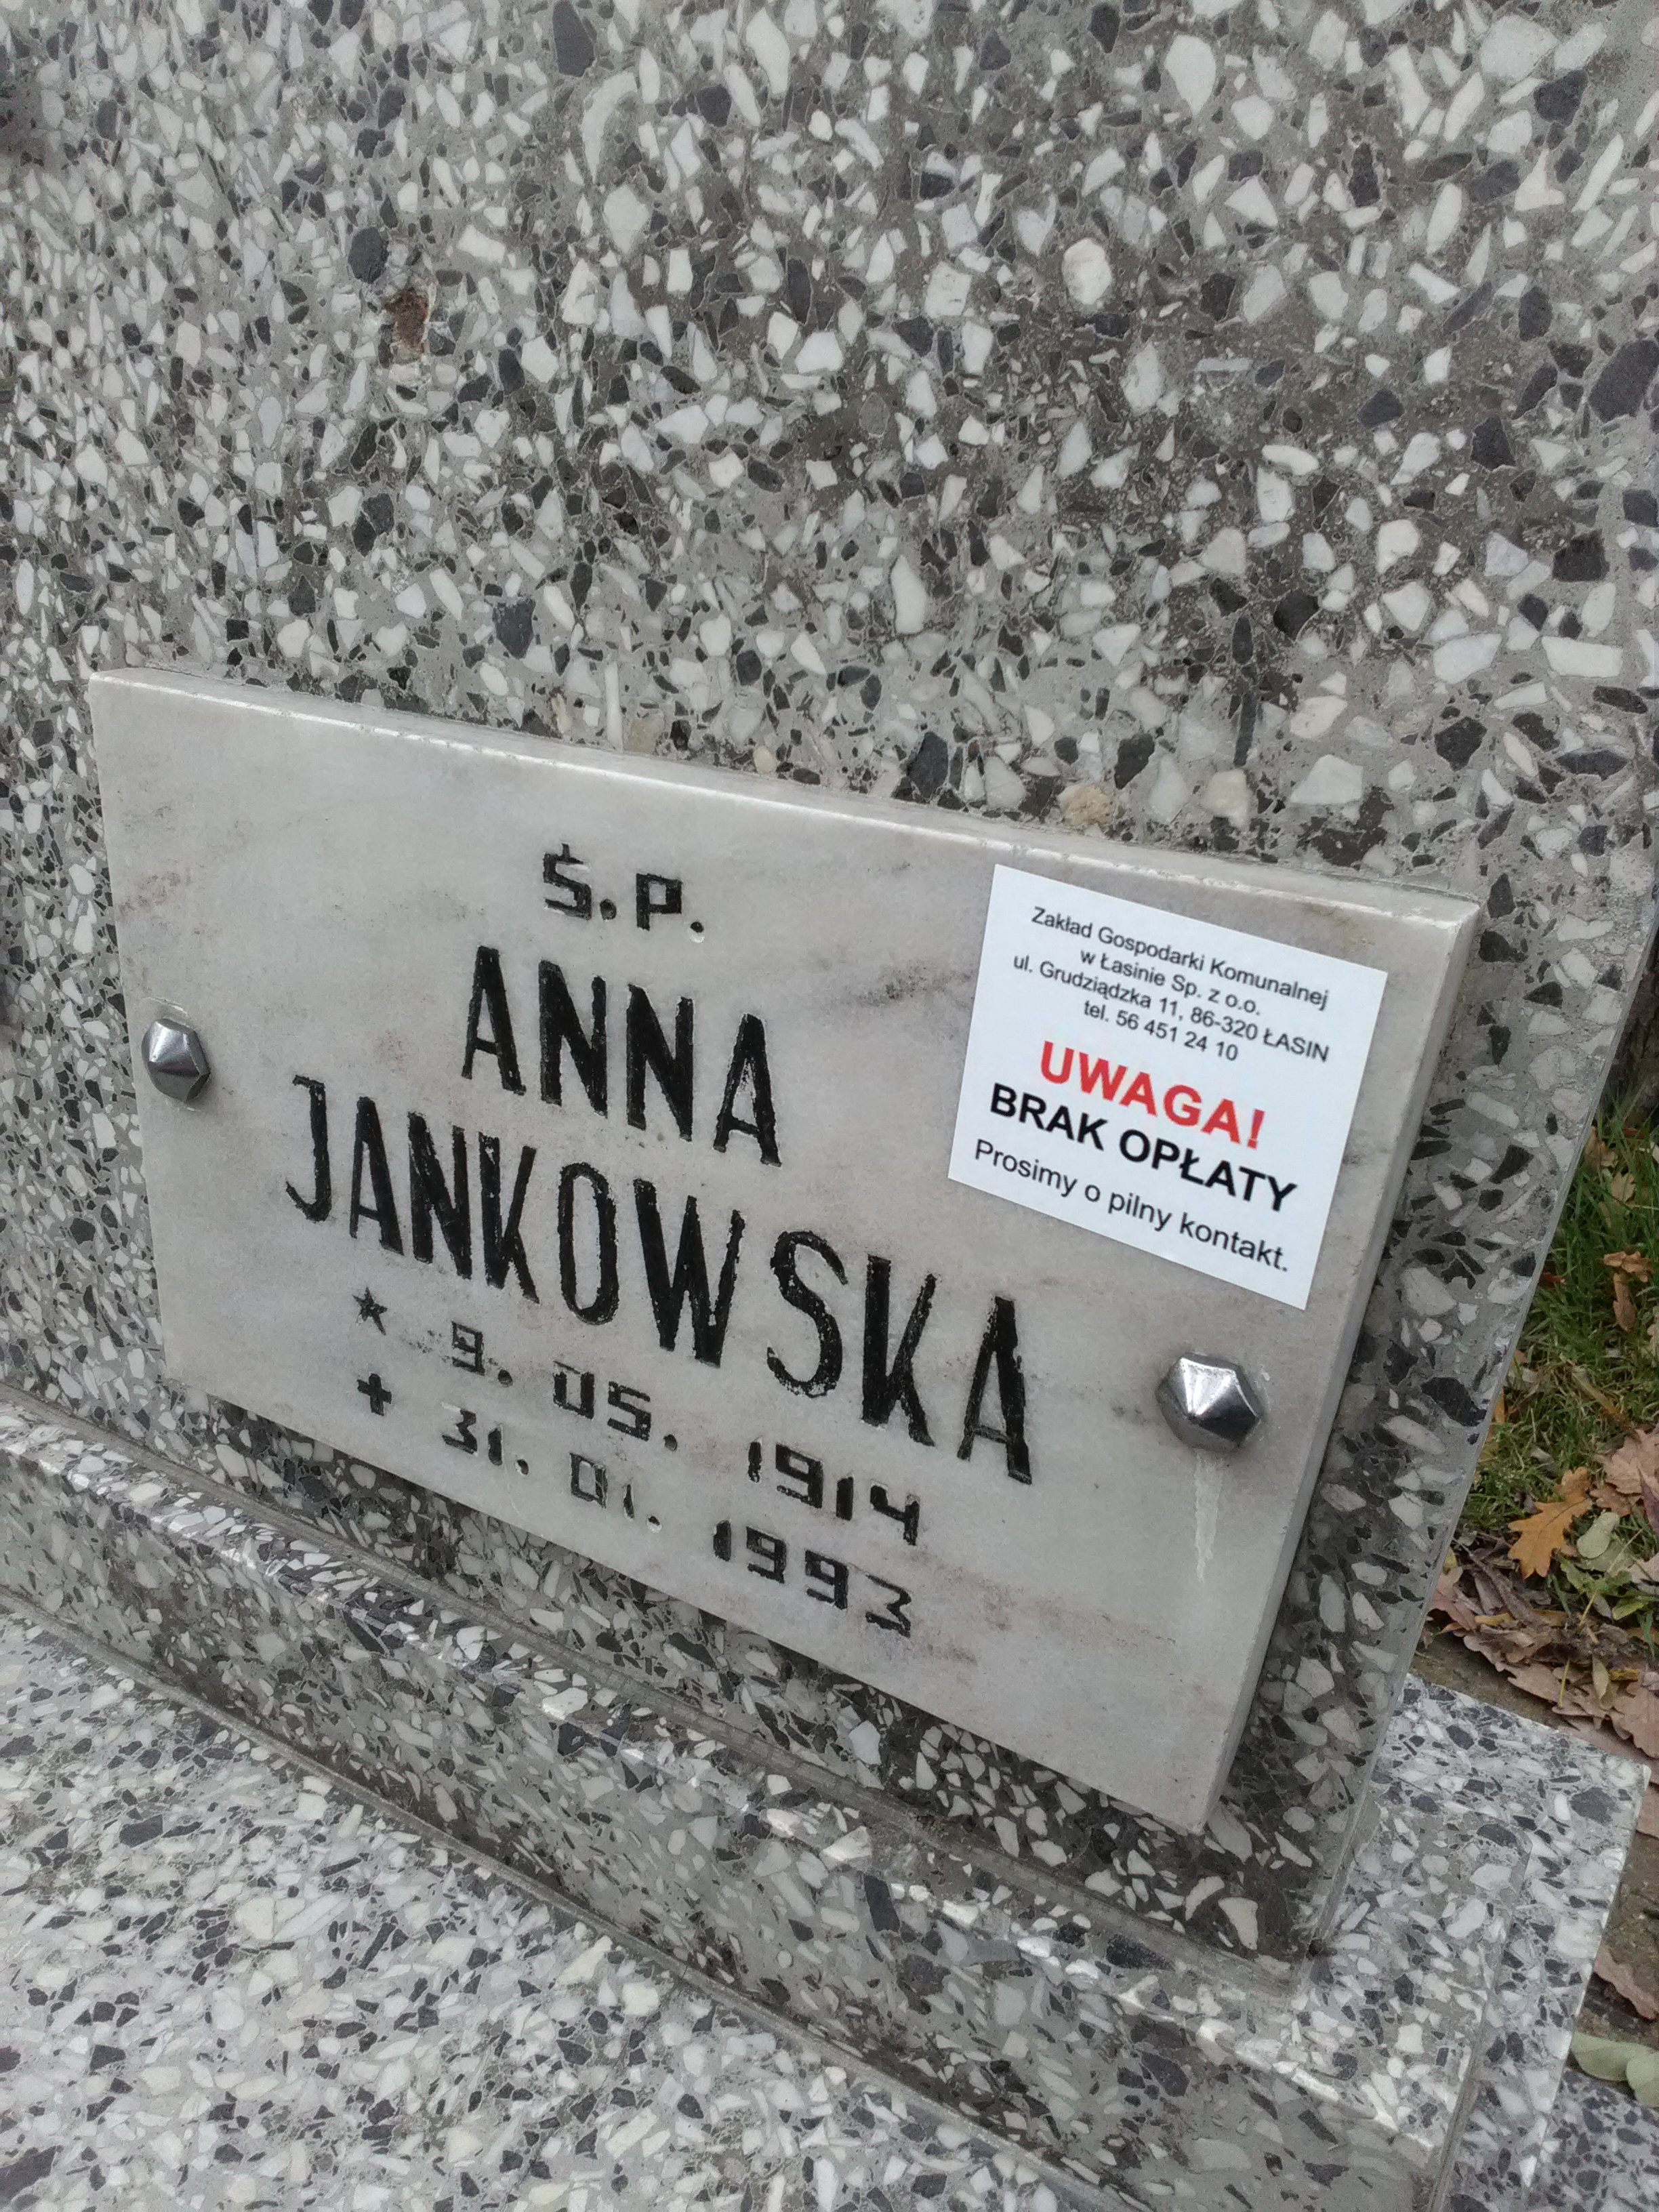 Ś.P.
ANNA
JANKOWSKA
★ 9. 05. 1914
+ 31. 01. 1993
Zakład Gospodarki Komunalnej
w Łasinie Sp. z o.o.
ul. Grudziądzka 11, 86-320 ŁASIN
tel. 56 451 24 10
UWAGA!
BRAK OPŁATY
Prosimy o pilny kontakt.